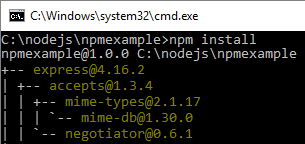 C:\Windows\system32\cmd.exe
C:\nodejs\npmexample>npm install
npmexample@1.0.0 C:\nodejs\npmexample
+-- express@4.16.2
| +-- accepts@1.3.4
| | +-- mime-types@2.1.17
| | | `-- mime-db@1.30.0
| | `-- negotiator@0.6.1